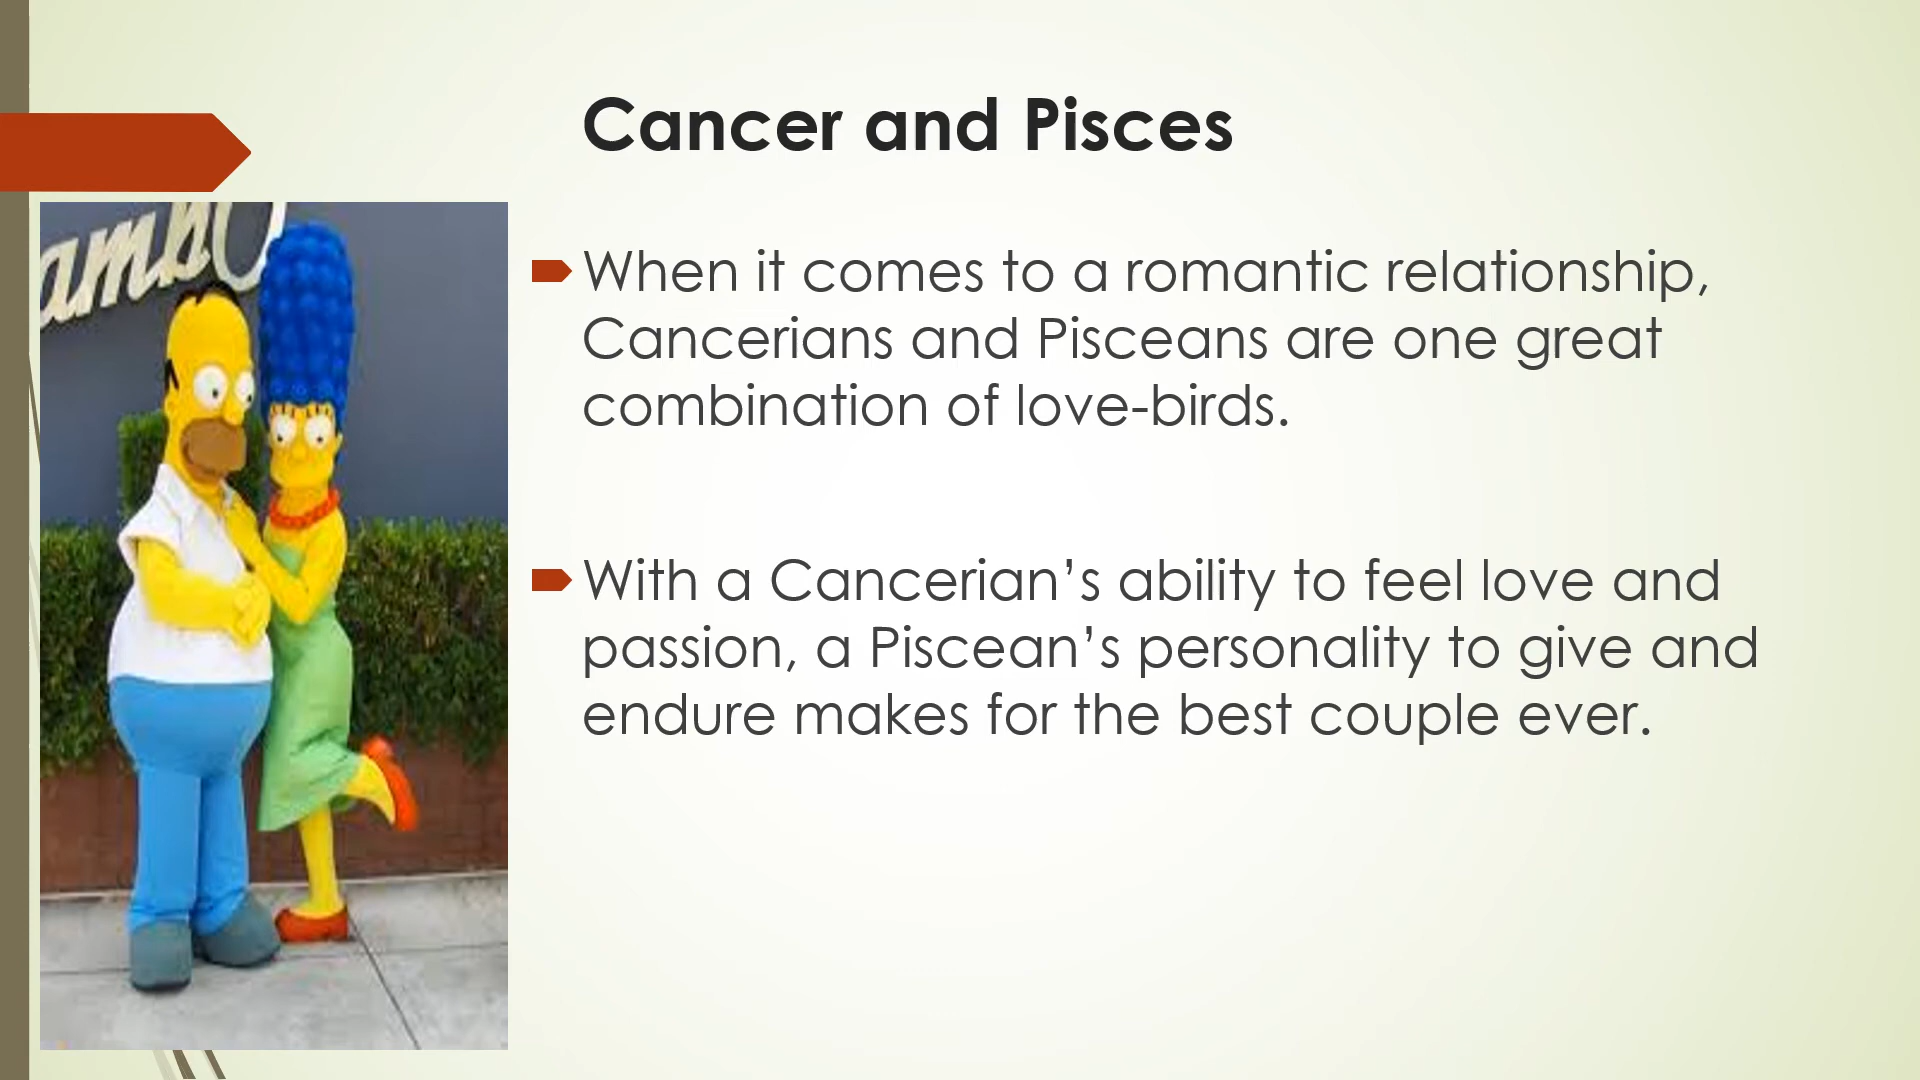 Cancer and Pisces
When it comes to a romantic relationship,
Cancerians and Pisceans are one great
combination of love-birds.
With a Cancerian’s ability to feel love and
passion, a Piscean’s personality to give and
endure makes for the best couple ever.